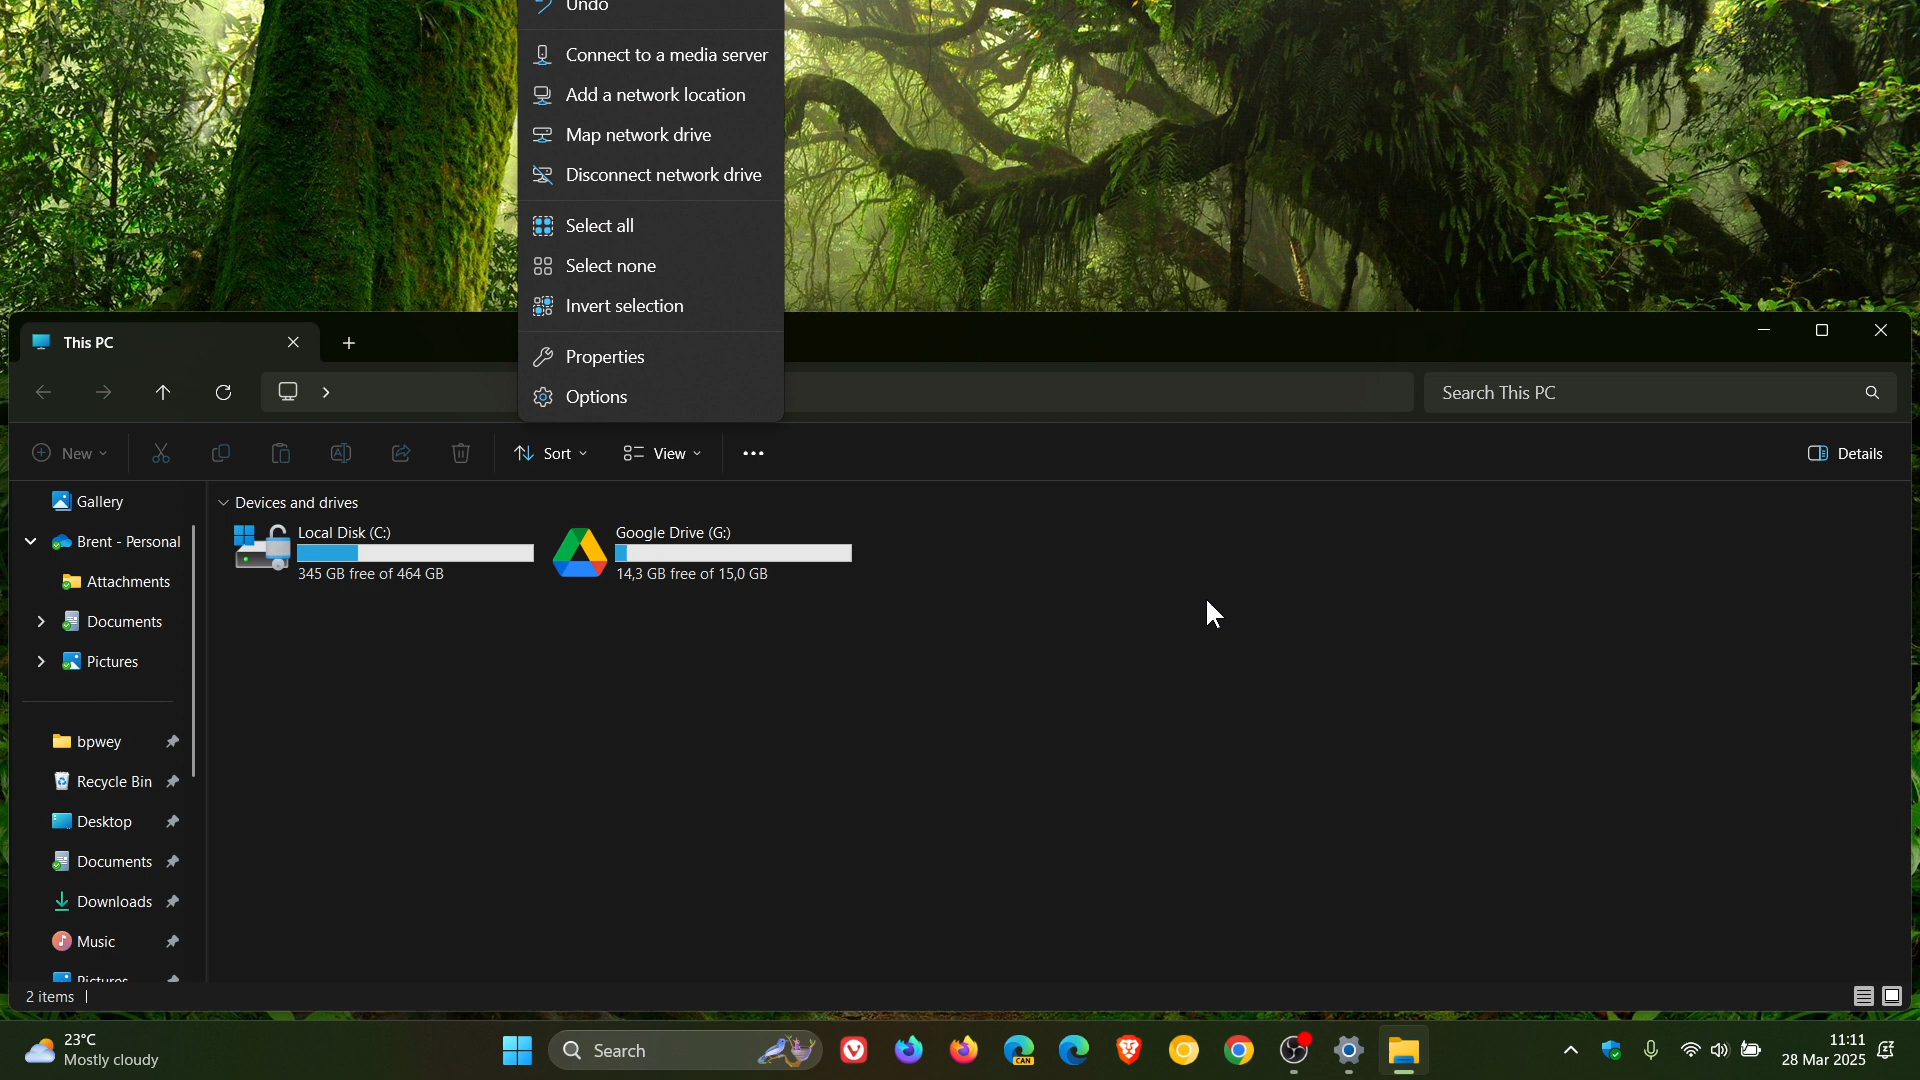 Undo
Connect to a media server
Add a network location
Map network drive
Disconnect network drive
Select all
Select none
Invert selection
Properties
Options
This PC
Search This PC
New
Sort
View
Details
Gallery
Brent - Personal
Attachments
Documents
Pictures
bpwey
Recycle Bin
Desktop
Documents
Downloads
Music
Pictures
Devices and drives
Local Disk (C:)
345 GB free of 464 GB
Google Drive (G:)
14,3 GB free of 15,0 GB
2 items
23°C
Mostly cloudy
Search
CAN
11:11
28 Mar 2025